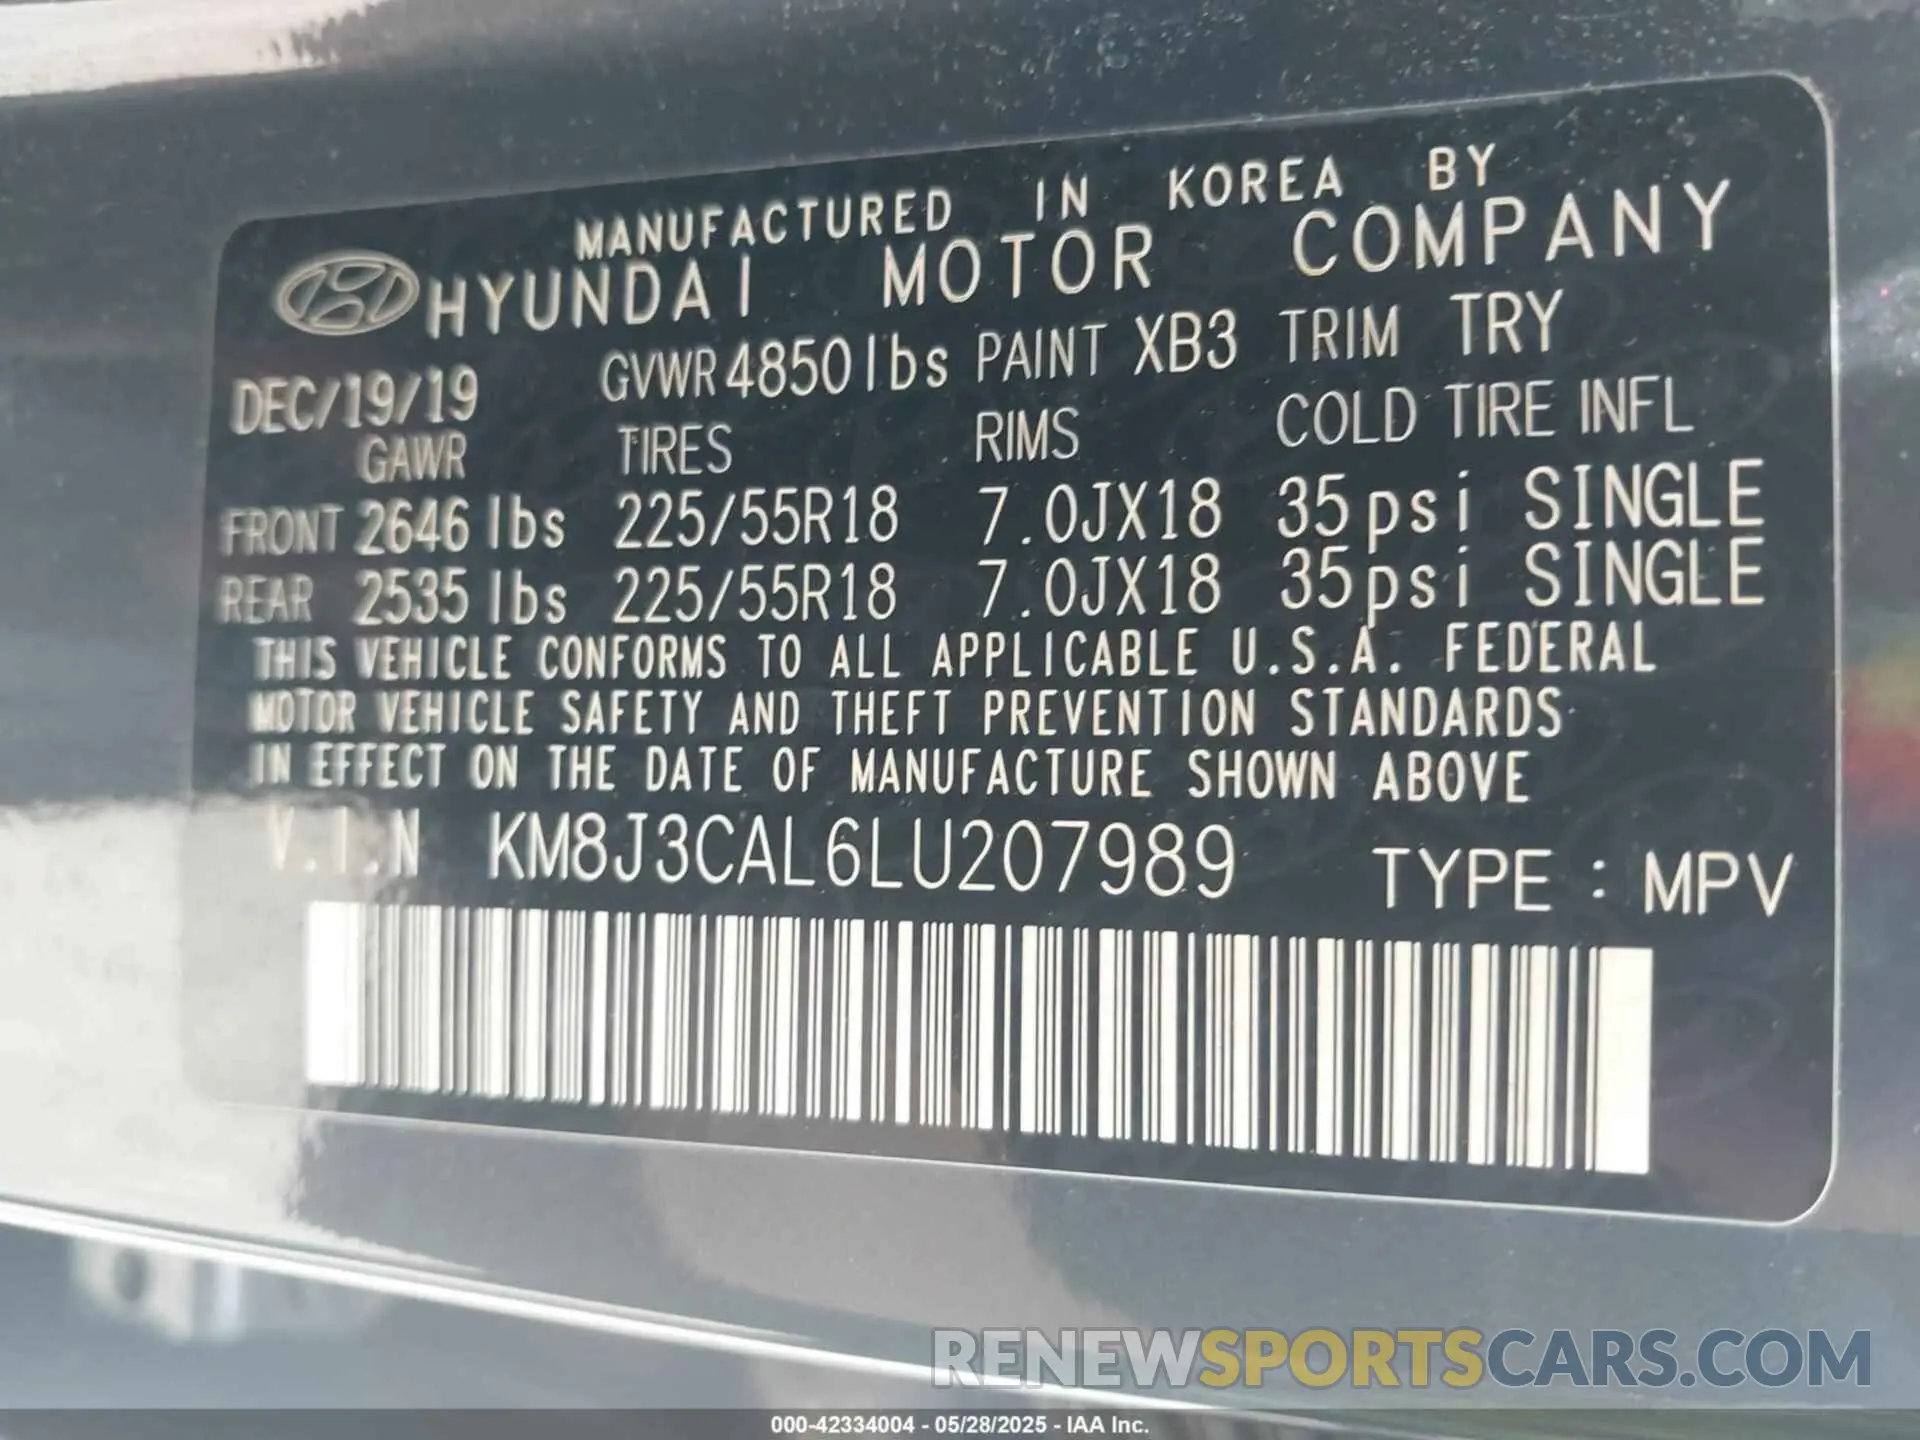 MANUFACTURED IN KOREA BY
HYUNDAI MOTOR COMPANY
DEC/19/19 GVWR 4850 lbs PAINT XB3 TRIM TRY
GAWR TIRES RIMS COLD TIRE INFL
FRONT 2646 lbs 225/55R18 7.0JX18 35psi SINGLE
REAR 2535 lbs 225/55R18 7.0JX18 35psi SINGLE
THIS VEHICLE CONFORMS TO ALL APPLICABLE U.S.A. FEDERAL
MOTOR VEHICLE SAFETY AND THEFT PREVENTION STANDARDS
IN EFFECT ON THE DATE OF MANUFACTURE SHOWN ABOVE
V.I.N KM8J3CAL6LU207989 TYPE : MPV
RENEWSPORTSCARS.COM
000-42334004 - 05/28/2025 - IAA Inc.